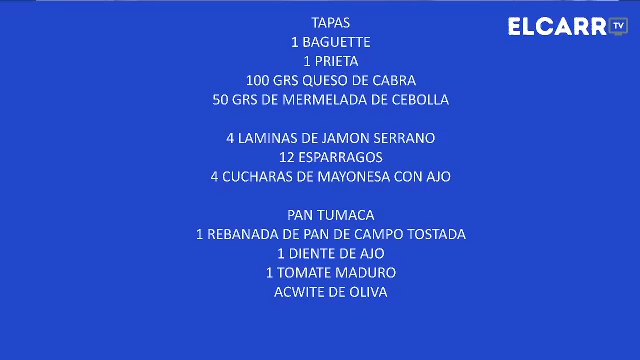 ELCARR TV
TAPAS
1 BAGUETTE
1 PRIETA
100 GRS QUESO DE CABRA
50 GRS DE MERMELADA DE CEBOLLA
4 LAMINAS DE JAMON SERRANO
12 ESPARRAGOS
4 CUCHARAS DE MAYONESA CON AJO
PAN TUMACA
1 REBANADA DE PAN DE CAMPO TOSTADA
1 DIENTE DE AJO
1 TOMATE MADURO
ACWITE DE OLIVA